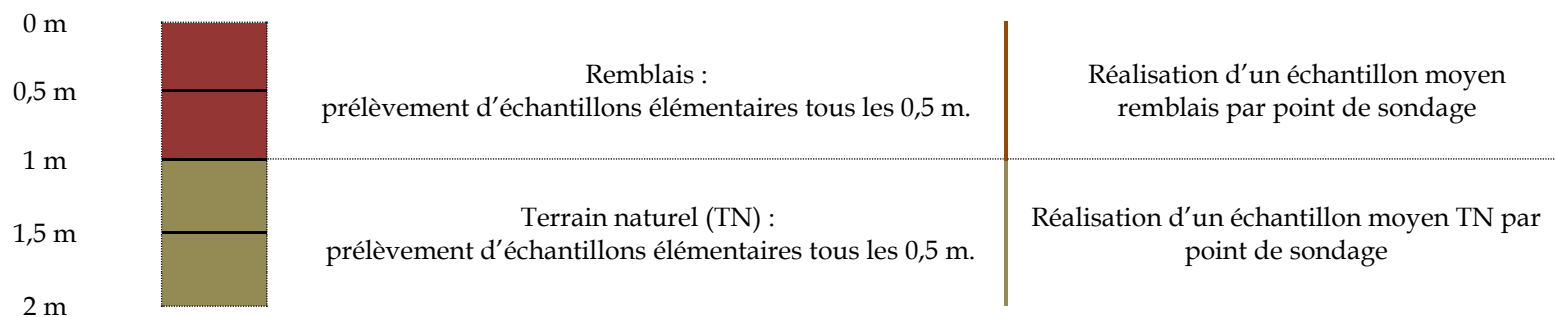 0 m
0,5 m
1 m
1,5 m
2 m
Remblais :
prélèvement d’échantillons élémentaires tous les 0,5 m.
Réalisation d’un échantillon moyen
remblais par point de sondage
Terrain naturel (TN) :
prélèvement d’échantillons élémentaires tous les 0,5 m.
Réalisation d’un échantillon moyen TN par
point de sondage